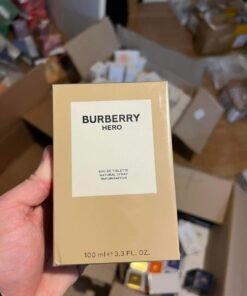 BURBERRY
HERO
EAU DE TOILETTE
NATURAL SPRAY
VAPORISATEUR
100 ml ℮ 3.3 FL. OZ.